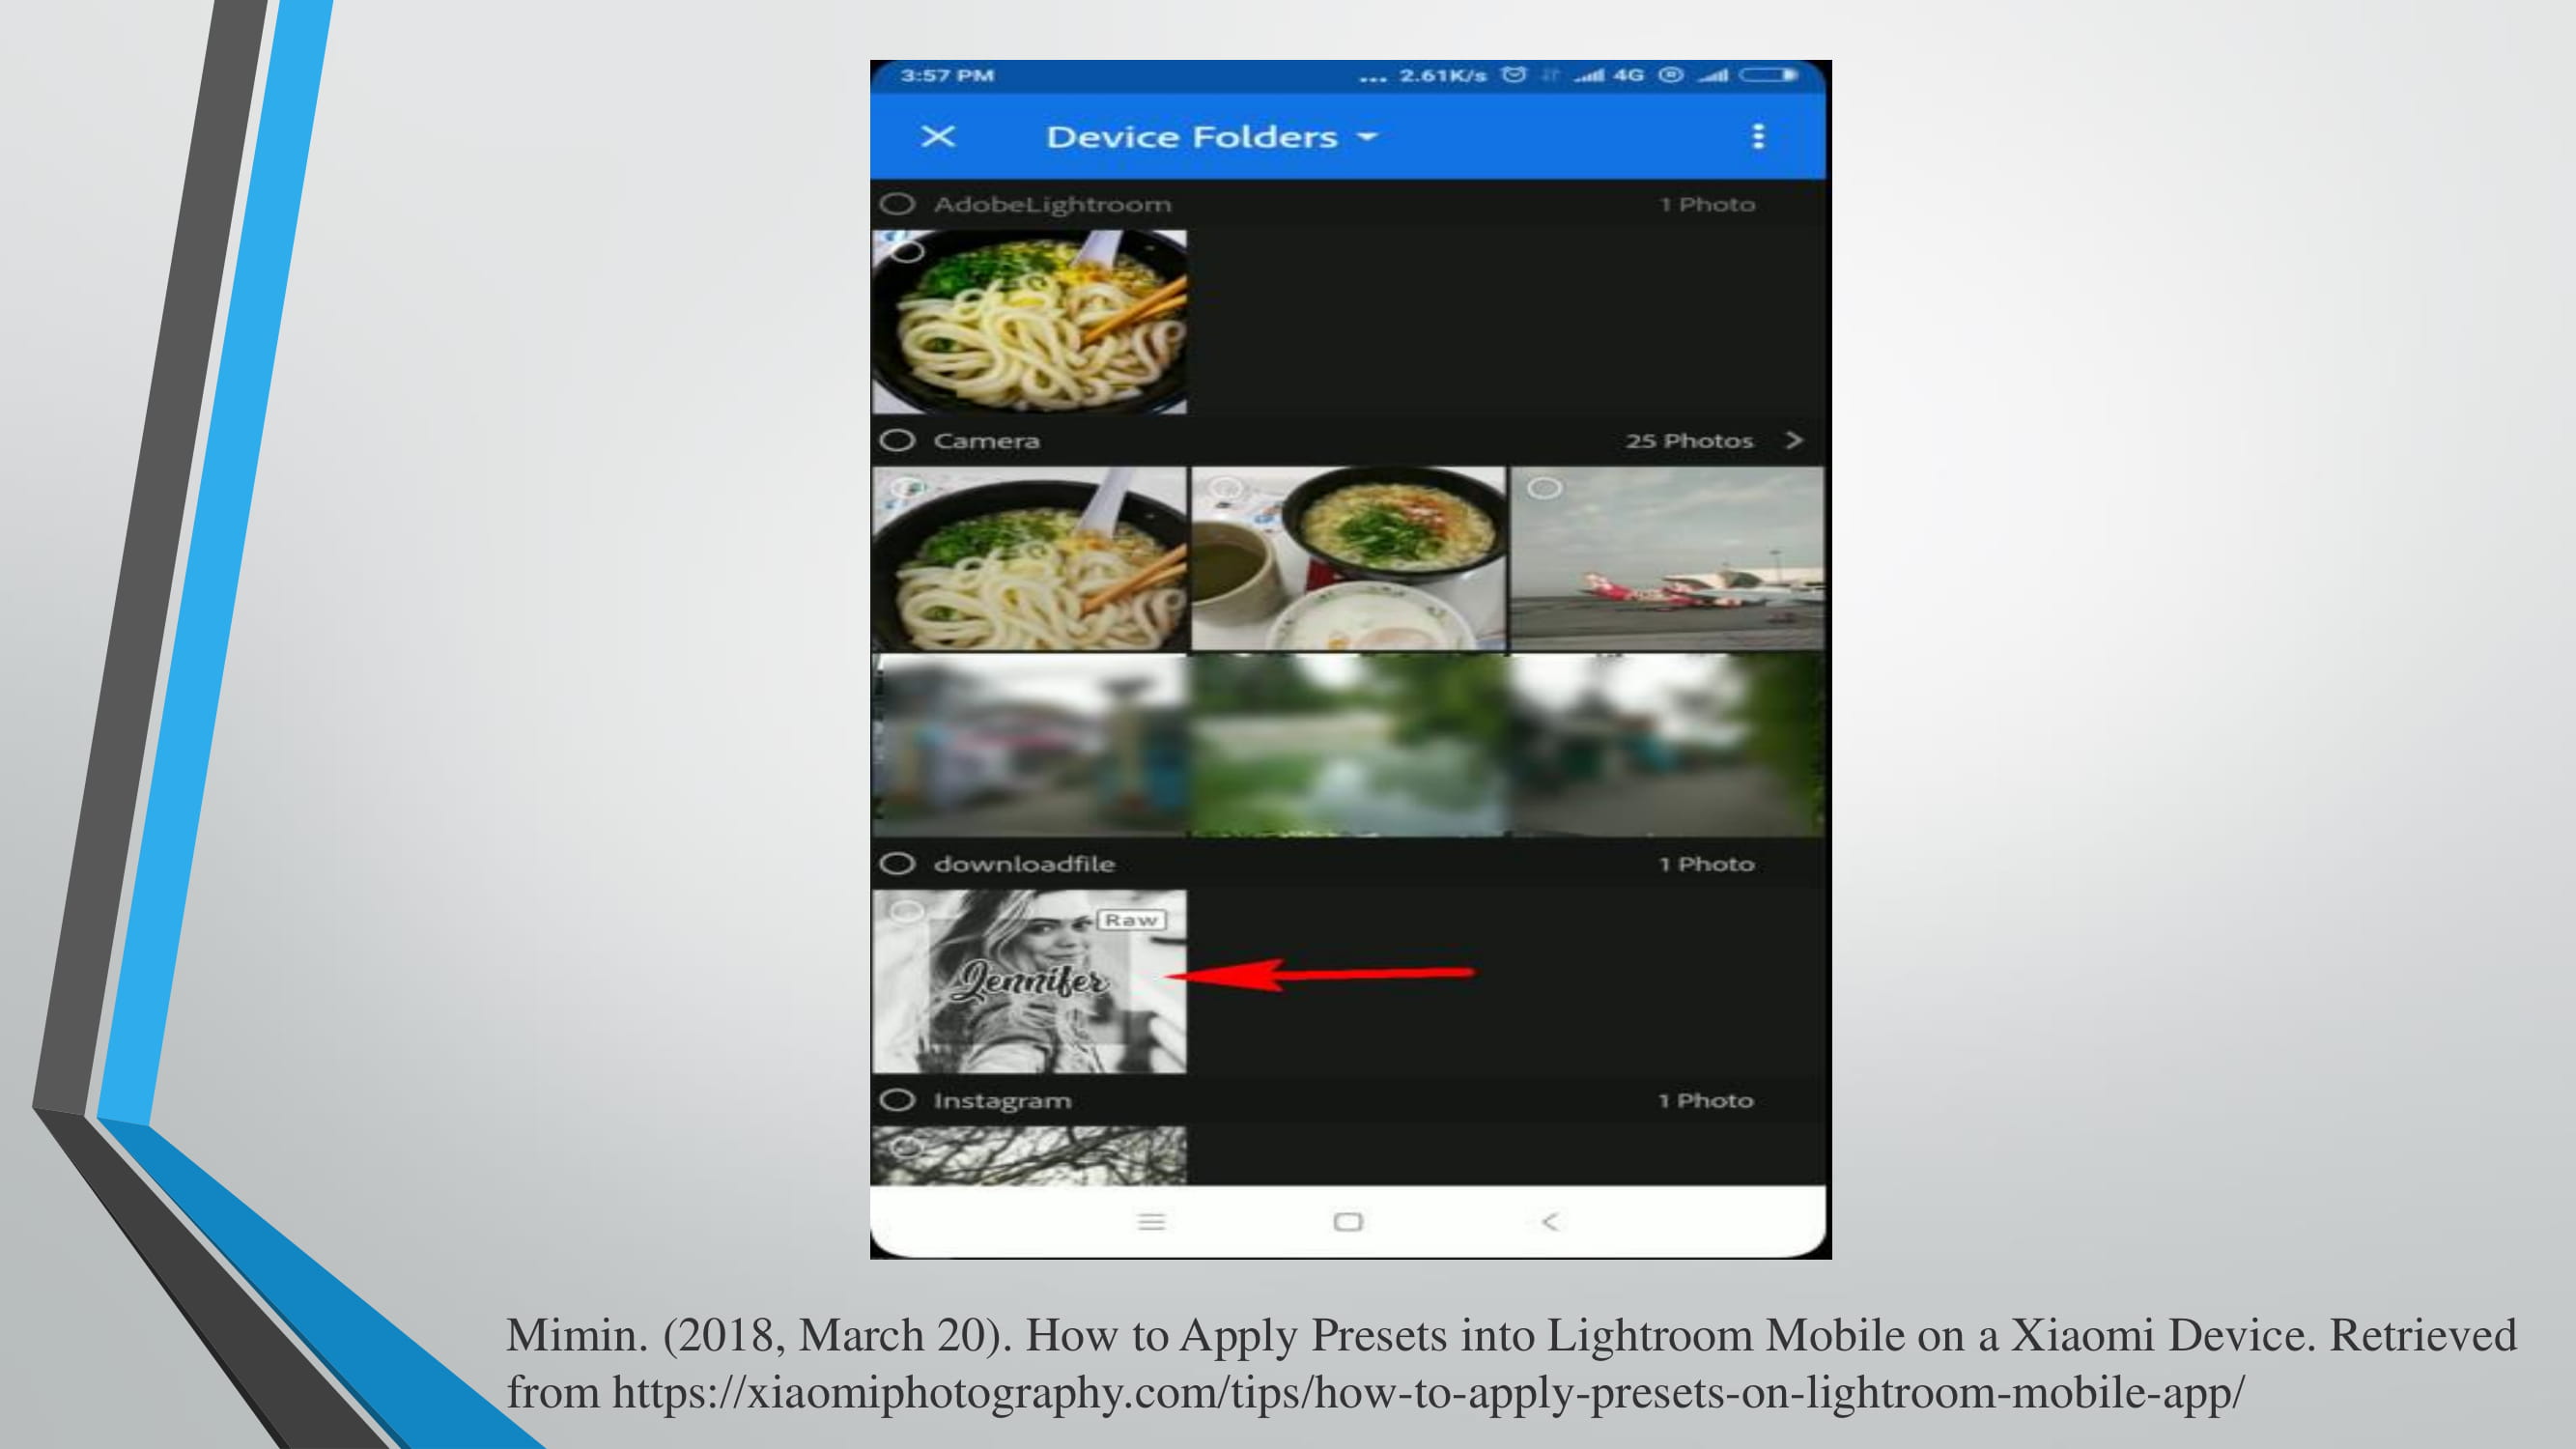 3:57 PM ... 2.61K/s 4G
Device Folders
AdobeLightroom 1 Photo
Camera 25 Photos
downloadfile 1 Photo
Raw
Jennifer
Instagram 1 Photo
Mimin. (2018, March 20). How to Apply Presets into Lightroom Mobile on a Xiaomi Device. Retrieved
from https://xiaomiphotography.com/tips/how-to-apply-presets-on-lightroom-mobile-app/